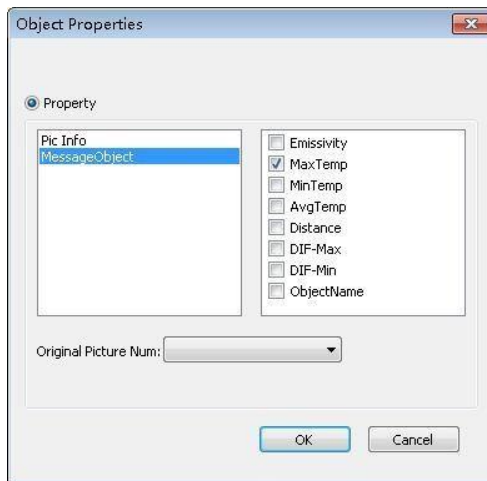 Object Properties
Property
Pic Info
MessageObject
Emissivity
MaxTemp
MinTemp
AvgTemp
Distance
DIF-Max
DIF-Min
ObjectName
Original Picture Num:
OK
Cancel